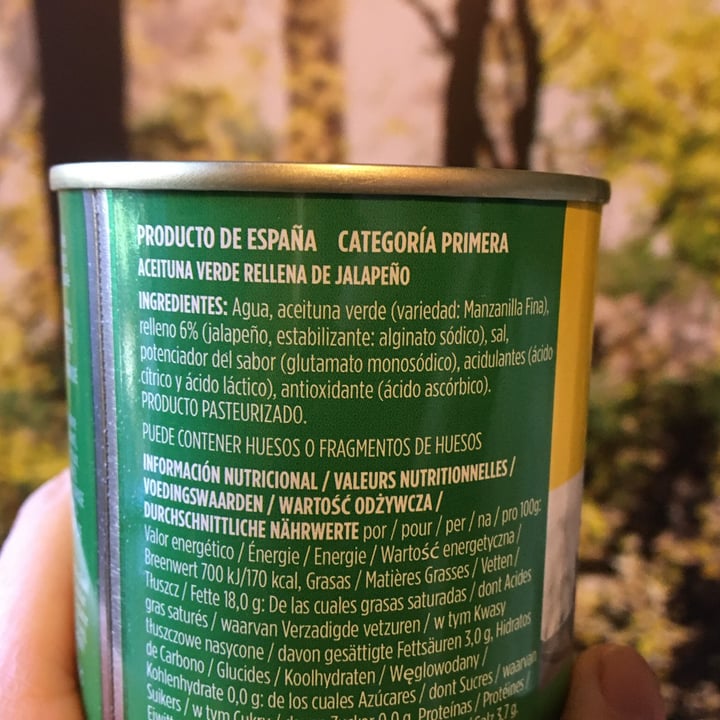 PRODUCTO DE ESPAÑA CATEGORÍA PRIMERA
ACEITUNA VERDE RELLENA DE JALAPEÑO
INGREDIENTES: Agua, aceituna verde (variedad: Manzanilla Fina),
relleno 6% (jalapeño, estabilizante: alginato sódico), sal,
potenciador del sabor (glutamato monosódico), acidulantes (ácido
cítrico y ácido láctico), antioxidante (ácido ascórbico).
PRODUCTO PASTEURIZADO.
PUEDE CONTENER HUESOS O FRAGMENTOS DE HUESOS
INFORMACIÓN NUTRICIONAL / VALEURS NUTRITIONNELLES /
VOEDINGSWAARDEN / WARTOŚĆ ODŻYWCZA /
DURCHSCHNITTLICHE NÄHRWERTE por / pour / per / na / pro 100g:
Valor energético / Énergie / Energie / Wartość energetyczna /
Breenwert 700 kJ/170 kcal, Grasas / Matières Grasses / Vetten /
Tłuszcz / Fette 18,0 g: De las cuales grasas saturadas / dont Acides
gras saturés / waarvan Verzadigde vetzuren / w tym Kwasy
tłuszczowe nasycone / davon gesättigte Fettsäuren 3,0 g, Hidratos
de Carbono / Glucides / Koolhydraten / Węglowodany /
Kohlenhydrate 0,0 g: de los cuales Azúcares / dont Sucres / waarvan
Suikers / w tym Cukry / davon Zucker 0,0 g, Proteínas / Protéines /
Salz 3,7 g.